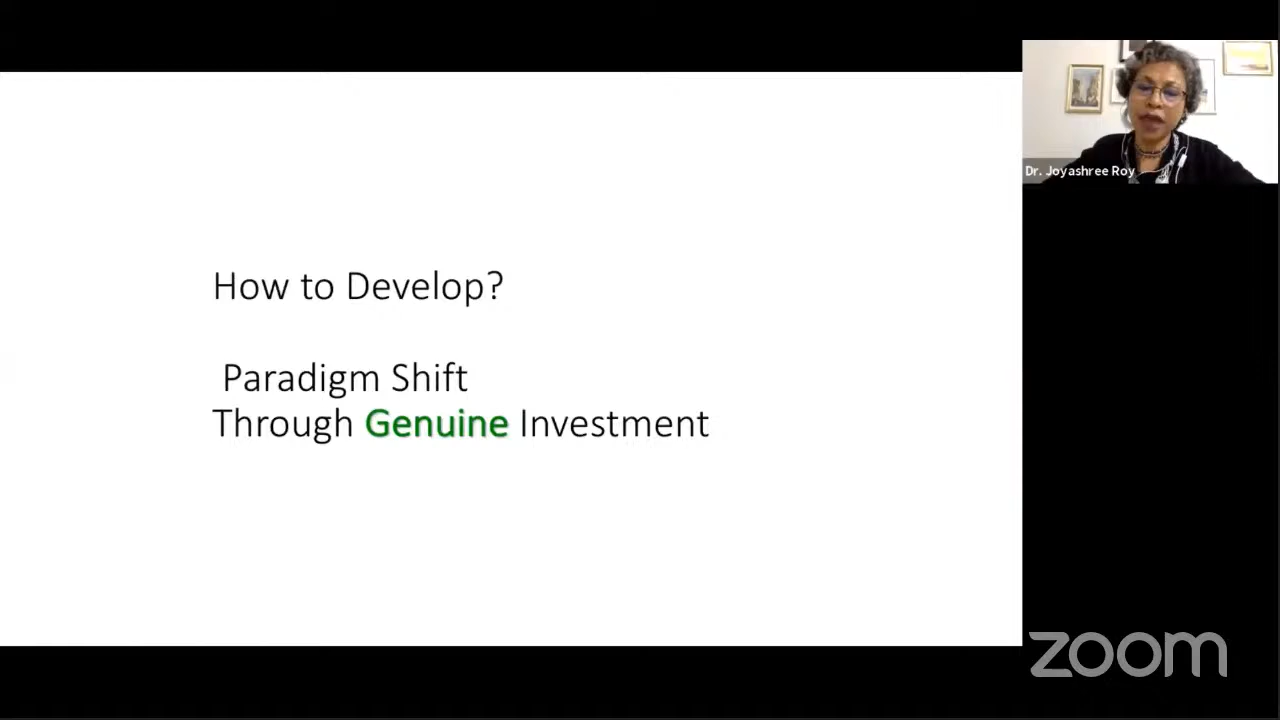 How to Develop?
Paradigm Shift
Through Genuine Investment
Dr. Joyashree Roy
zoom